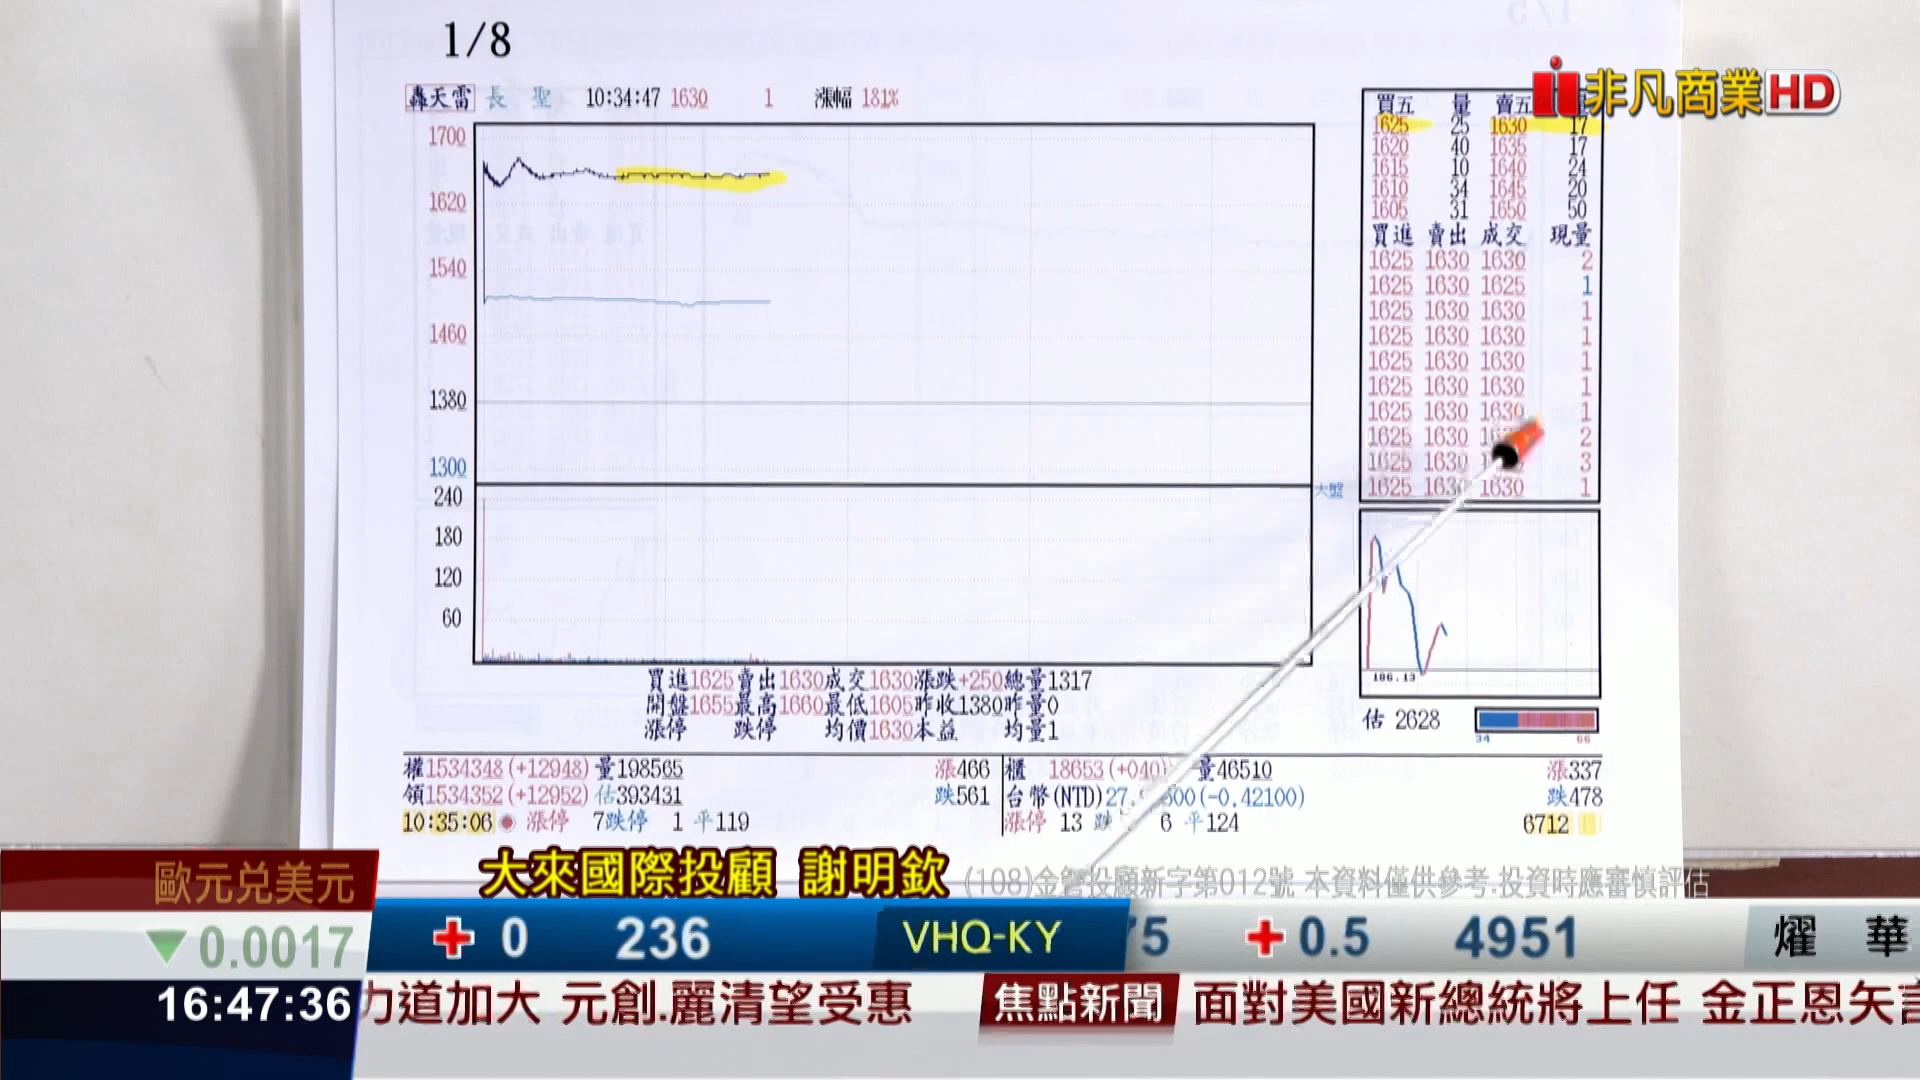 1/8
非凡商業HD
轟天雷 長 聖 10:34:47 1630 1 漲幅 181%
1700
1620
1540
1460
1380
1300
240
180
120
60
大盤
買五 量 賣五
1625 25 1630 17
1620 40 1635 17
1615 10 1640 24
1610 34 1645 20
1605 31 1650 50
買進 賣出 成交 現量
1625 1630 1630 2
1625 1630 1625 1
1625 1630 1630 1
1625 1630 1630 1
1625 1630 1630 1
1625 1630 1630 1
1625 1630 1630 1
1625 1630 2
1625 1630 3
1625 1630 1630 1
186.13
估 2628
34 66
買進1625賣出1630成交1630漲跌+250總量1317
開盤1655最高1660最低1605昨收1380昨量0
漲停 跌停 均價1630本益 均量1
權1534348(+12948)量198565 漲466
領1534352(+12952)估393431 跌561
10:35:06 漲停 7跌停 1 平119
櫃 18653(+040) 量46510 漲337
台幣(NTD)27. 500(-0.42100) 跌478
漲停 13 跌 6 平124 6712
大來國際投顧 謝明欽 (108)金管投顧新字第012號 本資料僅供參考.投資時應審慎評估
歐元兌美元
▼0.0017
+ 0 236 VHQ-KY 75 + 0.5 4951 燿 華
16:47:36
力道加大 元創.麗清望受惠 焦點新聞 面對美國新總統將上任 金正恩矢言